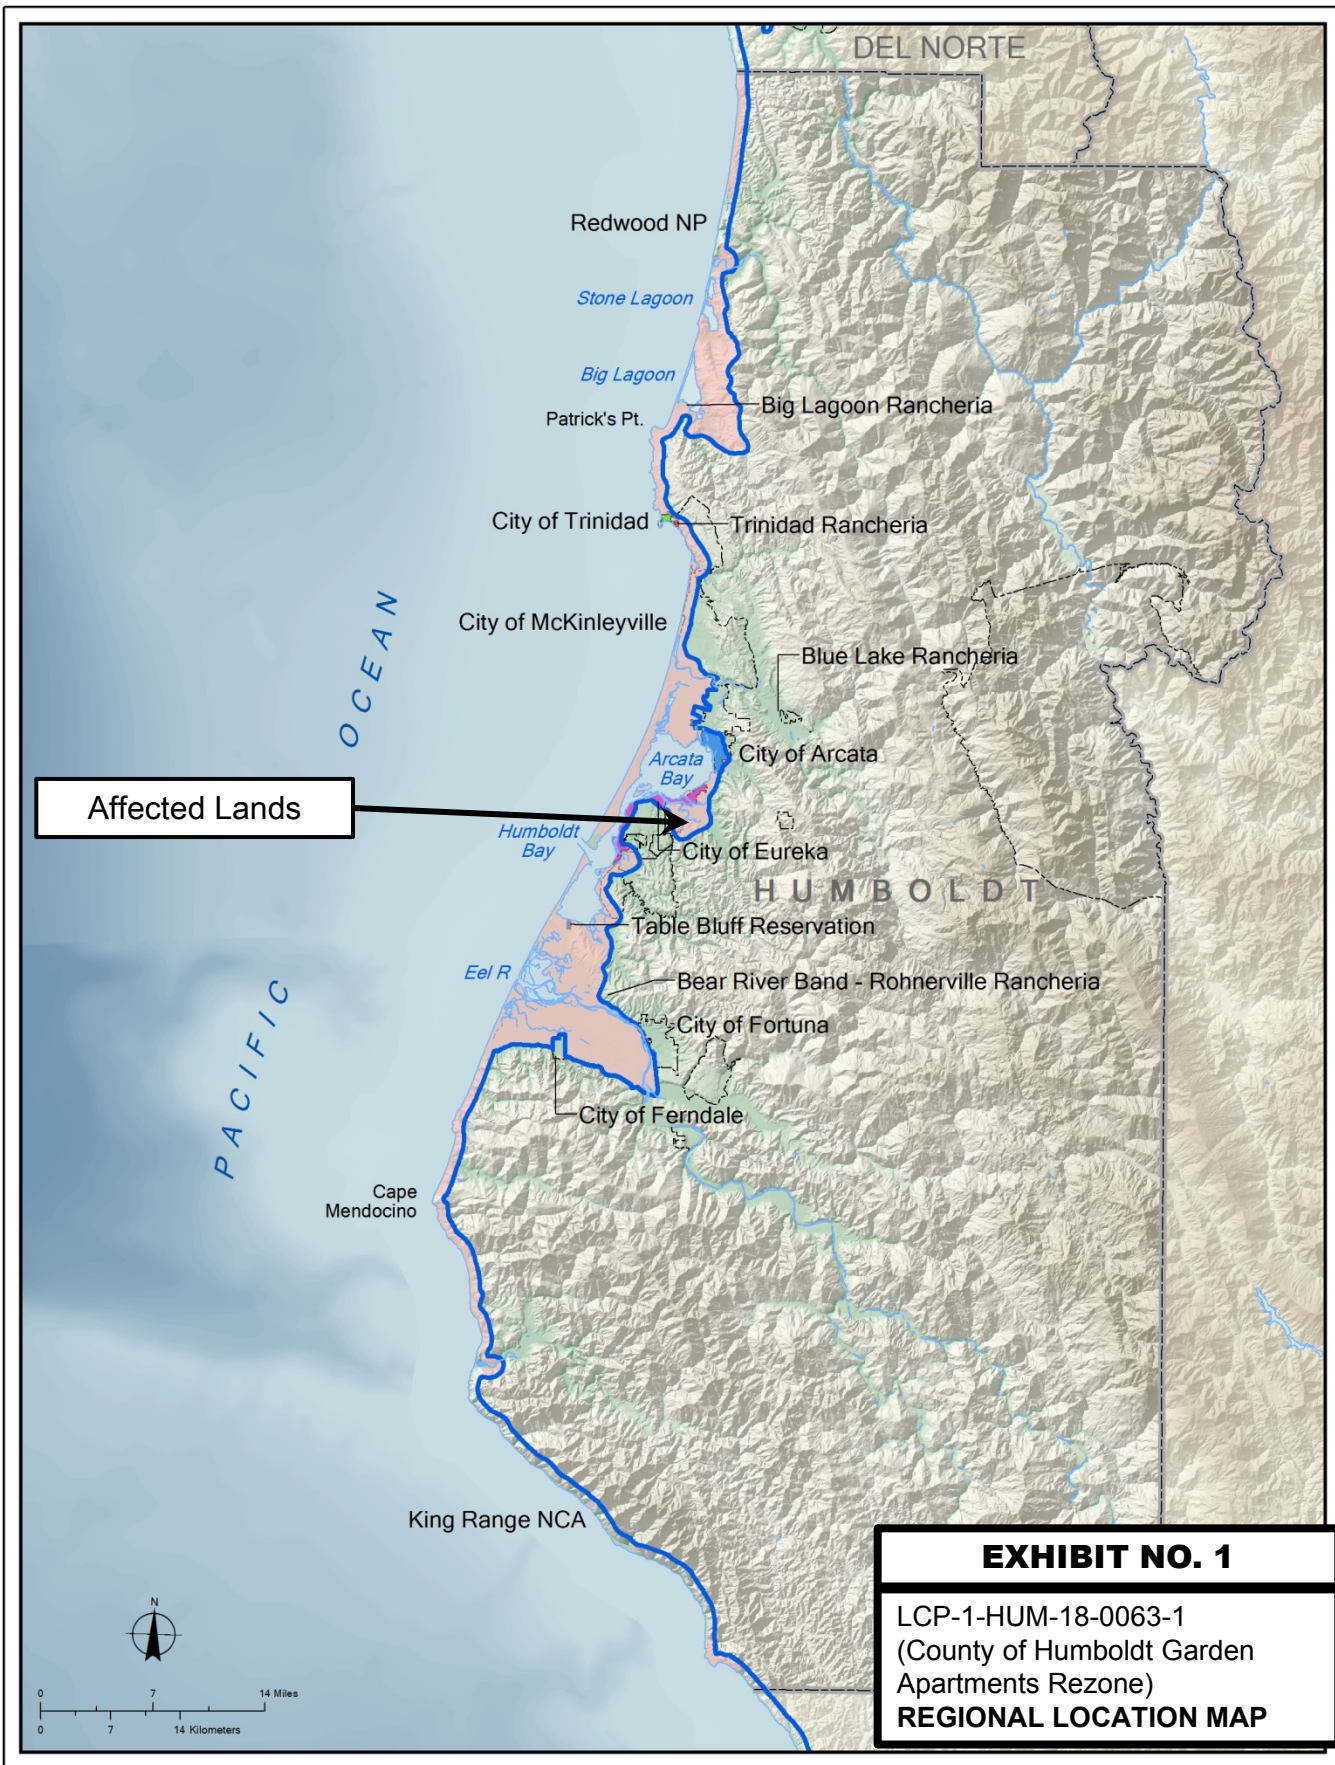 DEL NORTE
Redwood NP
Stone Lagoon
Big Lagoon
Big Lagoon Rancheria
Patrick's Pt.
City of Trinidad
Trinidad Rancheria
City of McKinleyville
Blue Lake Rancheria
OCEAN
City of Arcata
Arcata
Bay
Affected Lands
Humboldt
Bay
City of Eureka
HUMBOLDT
Table Bluff Reservation
Eel R
Bear River Band - Rohnerville Rancheria
City of Fortuna
PACIFIC
City of Ferndale
Cape
Mendocino
King Range NCA
EXHIBIT NO. 1
LCP-1-HUM-18-0063-1
(County of Humboldt Garden
Apartments Rezone)
REGIONAL LOCATION MAP
N
0 7 14 Miles
0 7 14 Kilometers